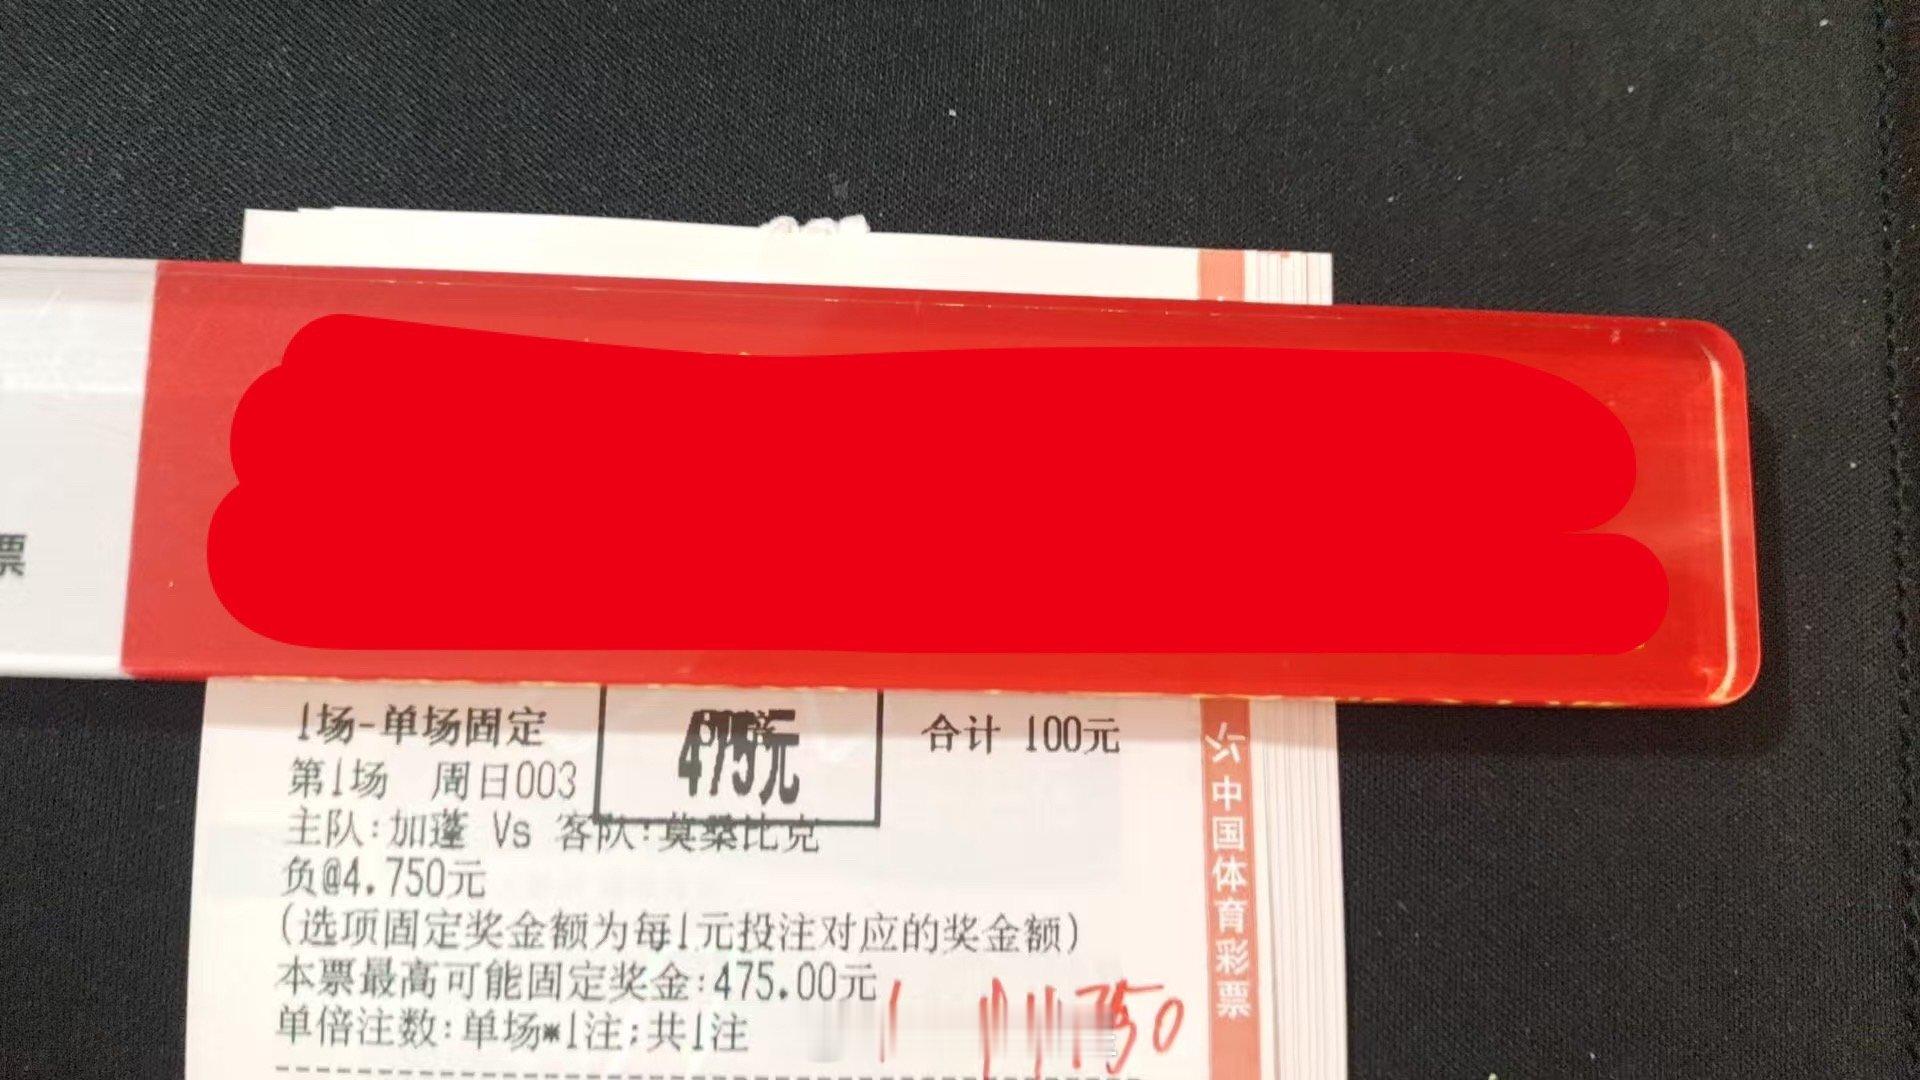 票
1场-单场固定
475元
合计 100元
第1场 周日003
主队:加蓬 Vs 客队:莫桑比克
负@4.750元
(选项固定奖金额为每1元投注对应的奖金额)
本票最高可能固定奖金:475.00元
单倍注数:单场*1注;共1注
750
中国体育彩票